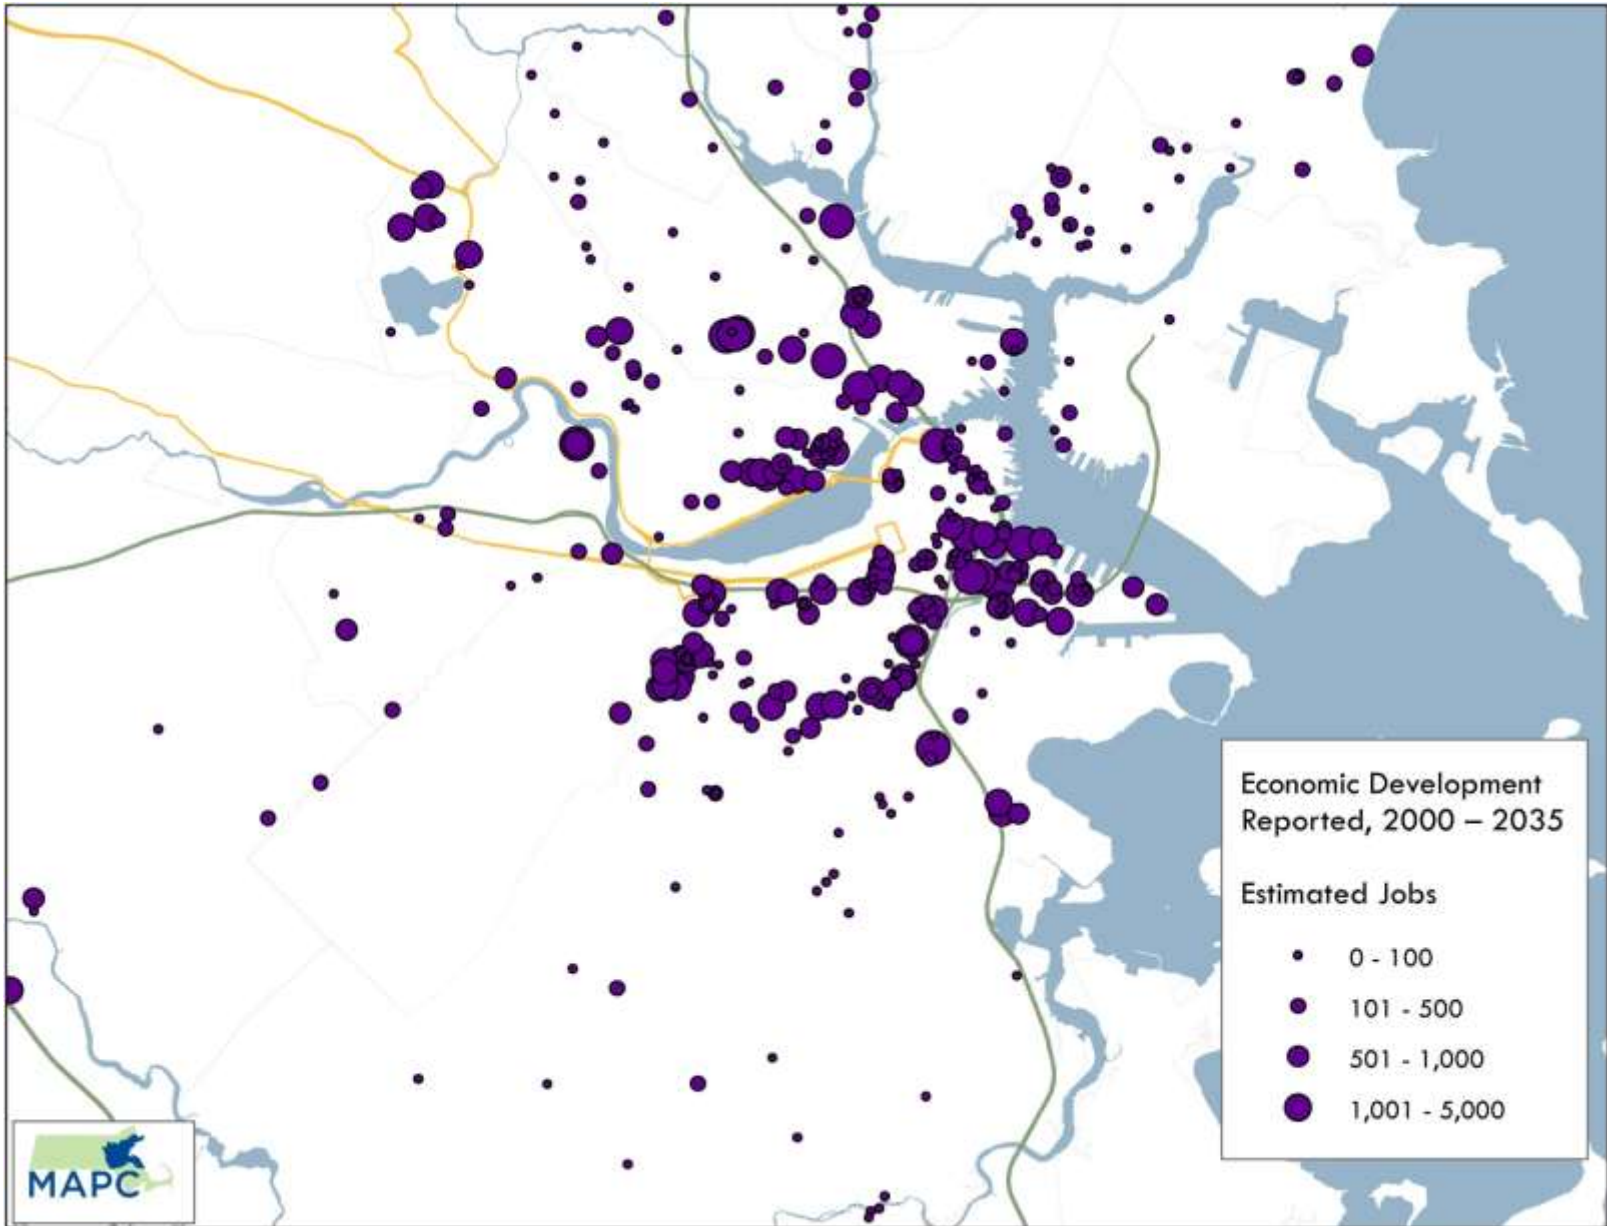 Economic Development
Reported, 2000 – 2035
Estimated Jobs
0 - 100
101 - 500
501 - 1,000
1,001 - 5,000
MAPC